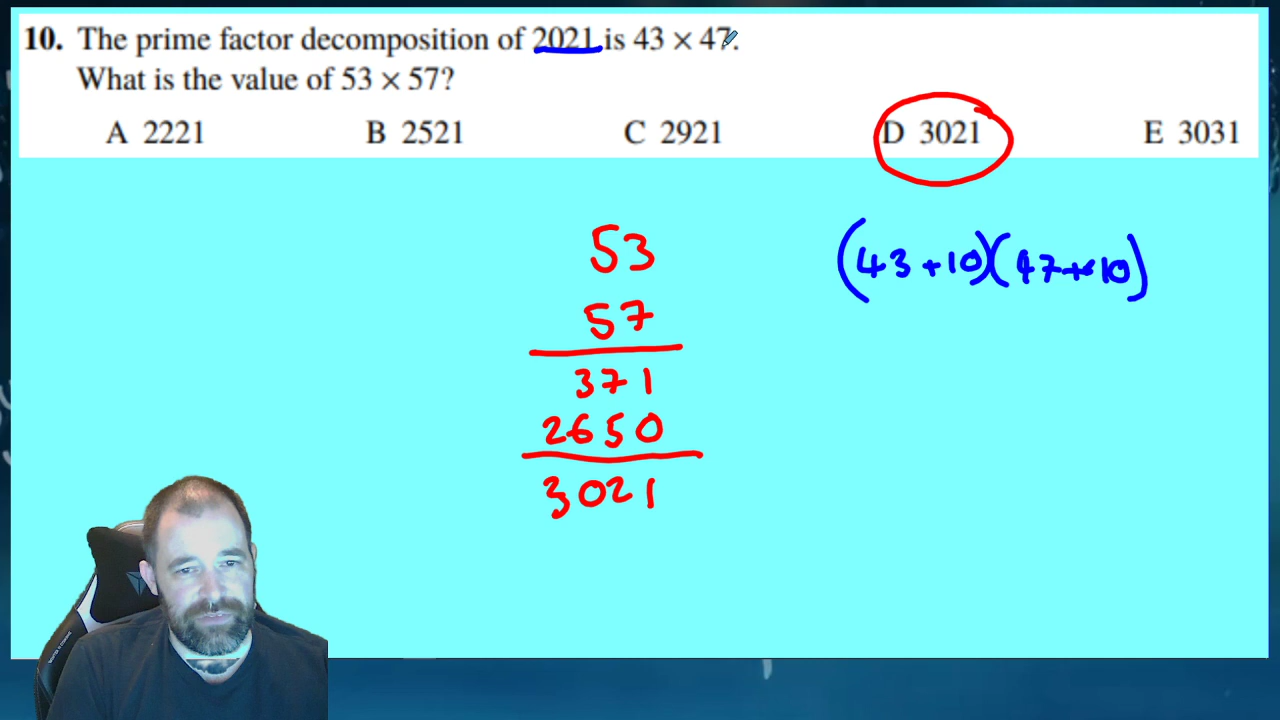 10. The prime factor decomposition of 2021 is 43 × 47.
What is the value of 53 × 57?
A 2221 B 2521 C 2921 D 3021 E 3031
53
57
371
2650
3021
(43+10)(47+10)